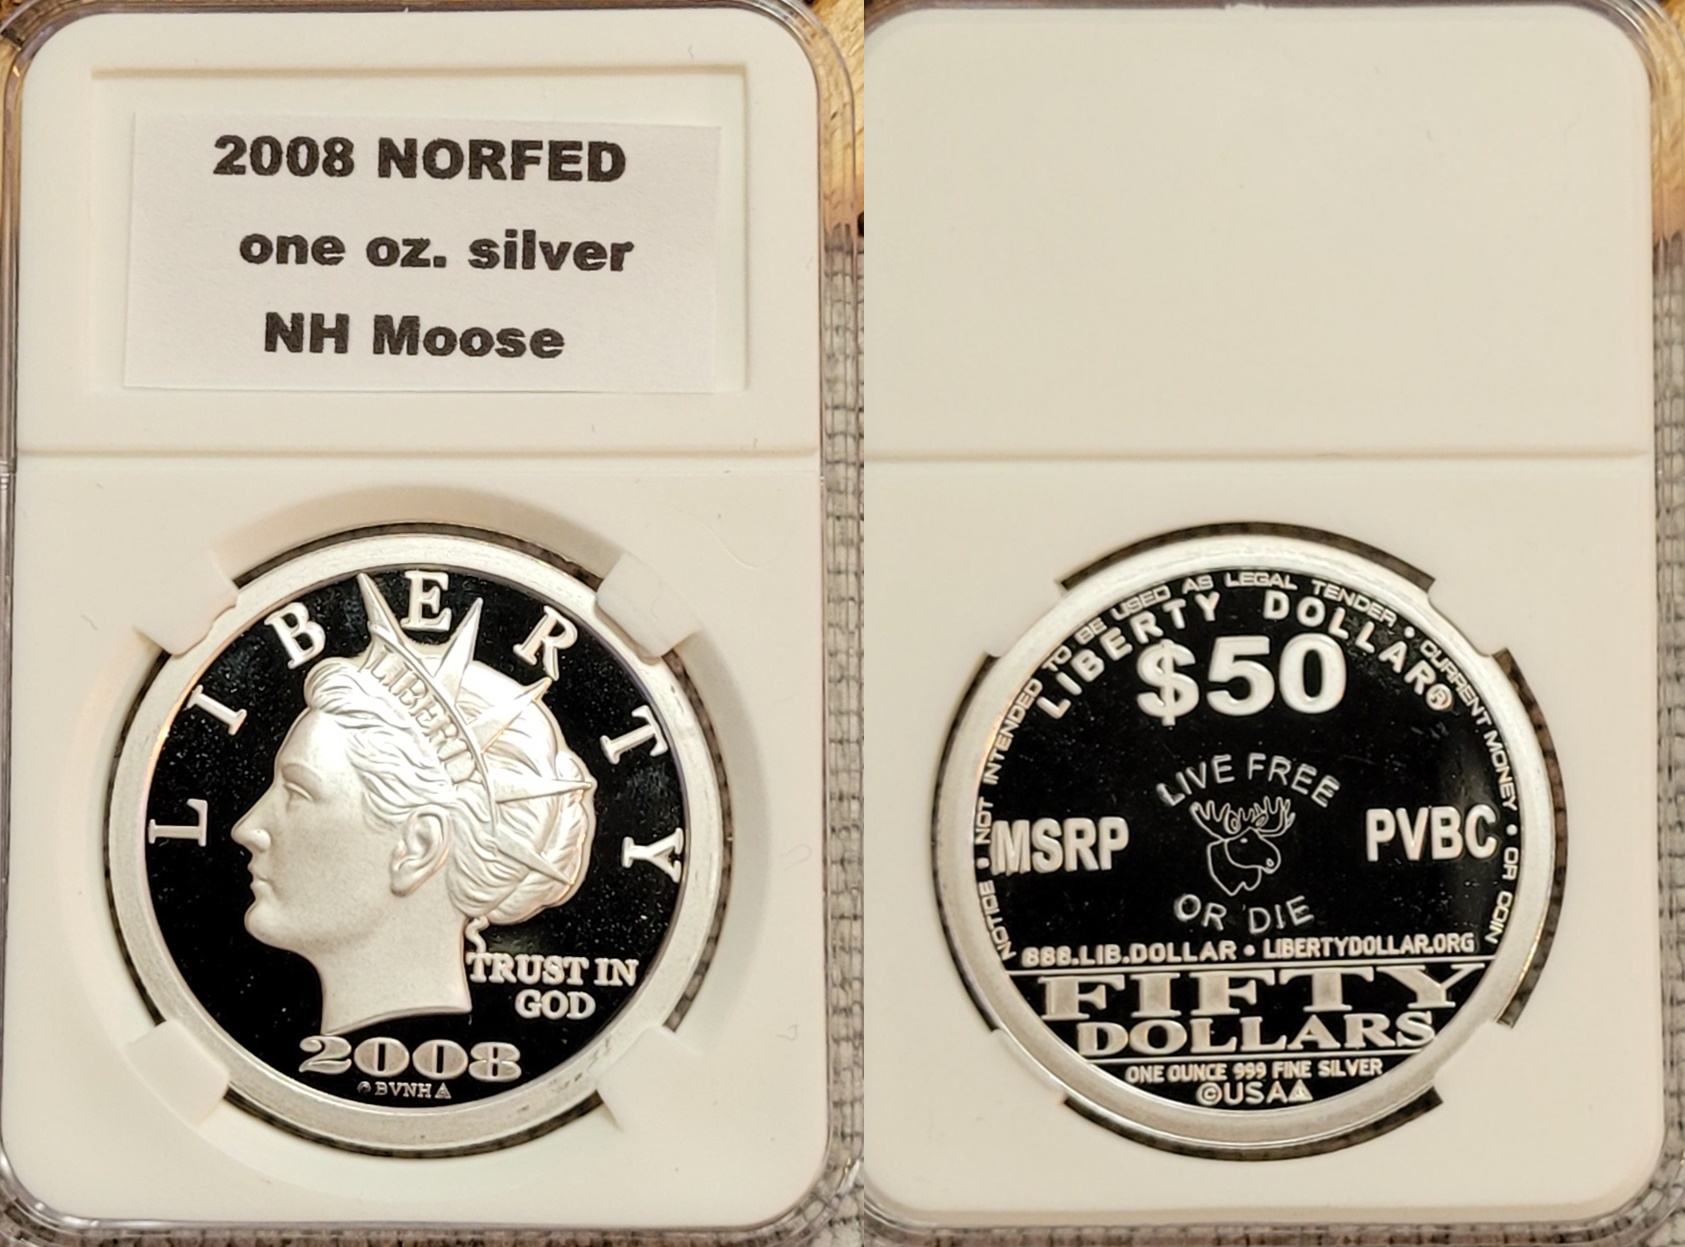 2008 NORFED
one oz. silver
NH Moose
LIBERTY
LIBERTY
TRUST IN
GOD
2008
© BVNH
NOTICE • NOT INTENDED TO BE USED AS LEGAL TENDER • CURRENT MONEY • OR COIN
LIBERTY DOLLAR®
$50
LIVE FREE
MSRP
PVBC
OR DIE
888.LIB.DOLLAR • LIBERTYDOLLAR.ORG
FIFTY
DOLLARS
ONE OUNCE 999 FINE SILVER
©USA